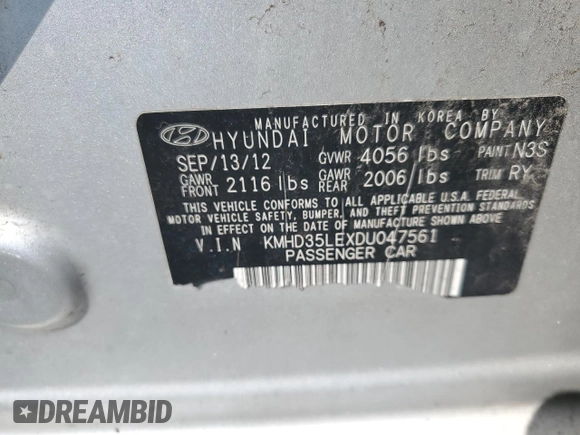 MANUFACTURED IN KOREA BY
HYUNDAI MOTOR COMPANY
SEP/13/12 GVWR 4056 lbs PAINT N3S
GAWR FRONT 2116 lbs GAWR REAR 2006 lbs TRIM RY
THIS VEHICLE CONFORMS TO ALL APPLICABLE U.S.A. FEDERAL
MOTOR VEHICLE SAFETY, BUMPER, AND THEFT PREVENTION STANDARDS
IN EFFECT ON THE DATE OF MANUFACTURE SHOWN ABOVE.
V.I.N KMHD35LEXDU047561
PASSENGER CAR
DREAMBID